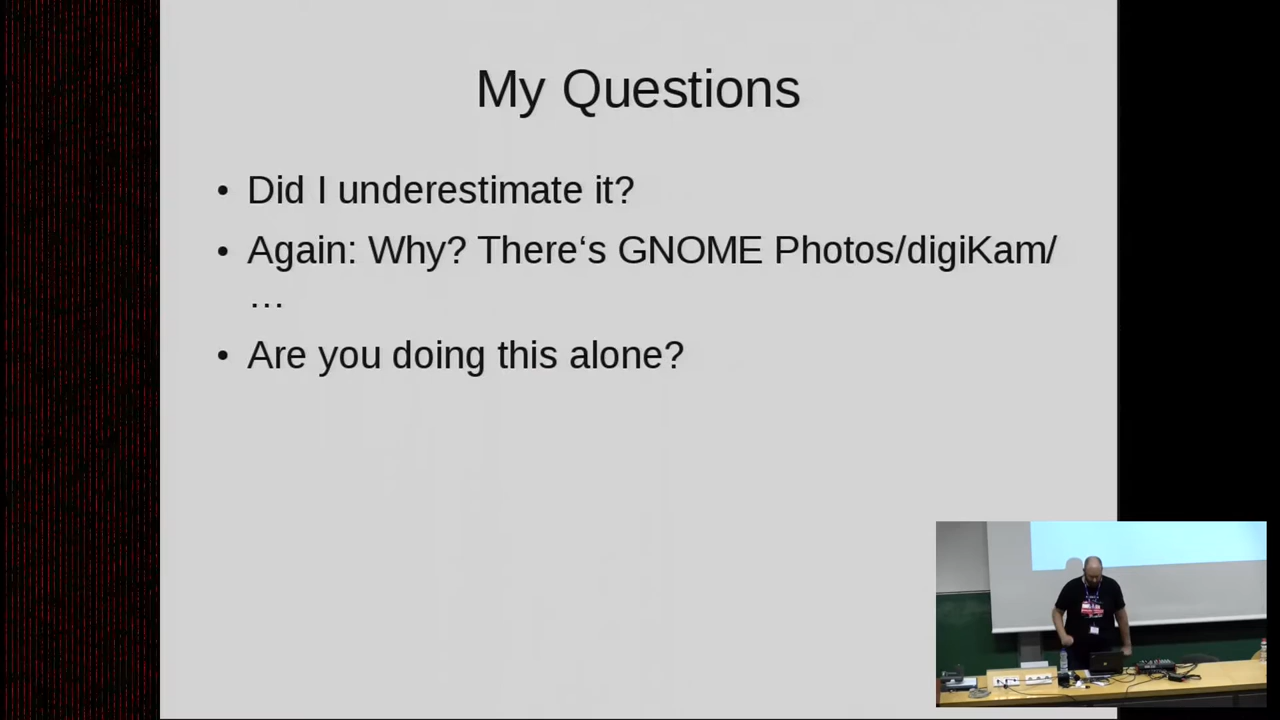 My Questions
• Did I underestimate it?
• Again: Why? There‘s GNOME Photos/digiKam/
…
• Are you doing this alone?